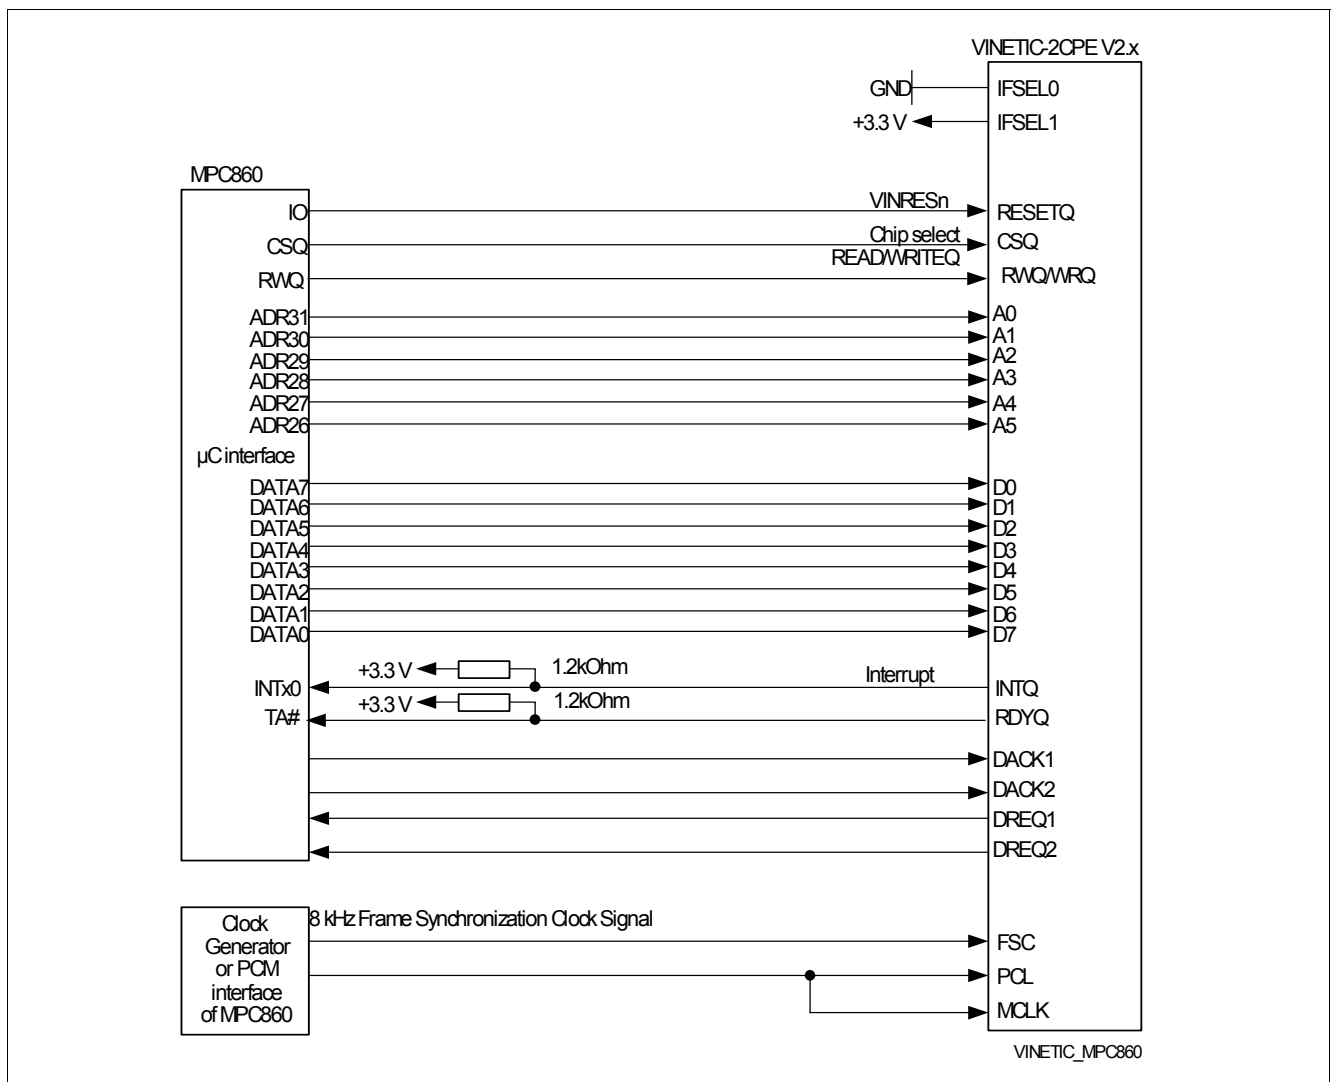 VINETIC-2CPE V2.x
GND
IFSEL0
+3.3 V
IFSEL1
MPC860
IO
VINRESn
RESETQ
CSQ
Chip select
CSQ
READ/WRITEQ
RWQ
RWQ/WRQ
ADR31
A0
ADR30
A1
ADR29
A2
ADR28
A3
ADR27
A4
ADR26
A5
µC interface
DATA7
D0
DATA6
D1
DATA5
D2
DATA4
D3
DATA3
D4
DATA2
D5
DATA1
D6
DATA0
D7
+3.3 V
1.2kOhm
INTx0
Interrupt
INTQ
+3.3 V
1.2kOhm
TA#
RDYQ
DACK1
DACK2
DREQ1
DREQ2
Clock
Generator
or PCM
interface
of MPC860
8 kHz Frame Synchronization Clock Signal
FSC
PCL
MCLK
VINETIC_MPC860